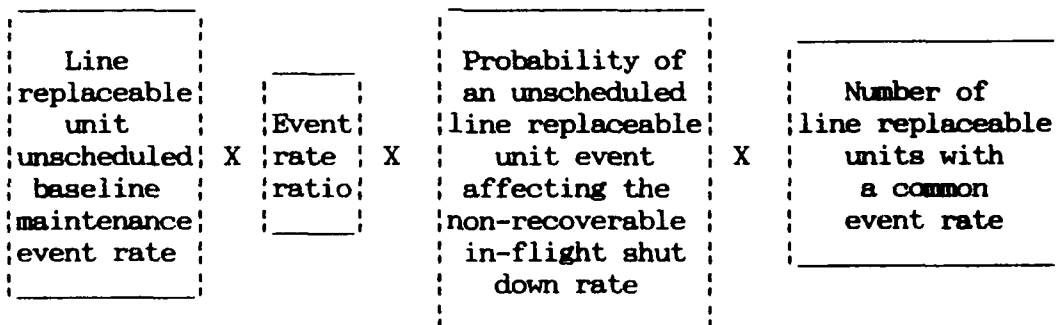 Line
replaceable
unit
unscheduled
baseline
maintenance
event rate
X
Event
rate
ratio
X
Probability of
an unscheduled
line replaceable
unit event
affecting the
non-recoverable
in-flight shut
down rate
X
Number of
line replaceable
units with
a common
event rate